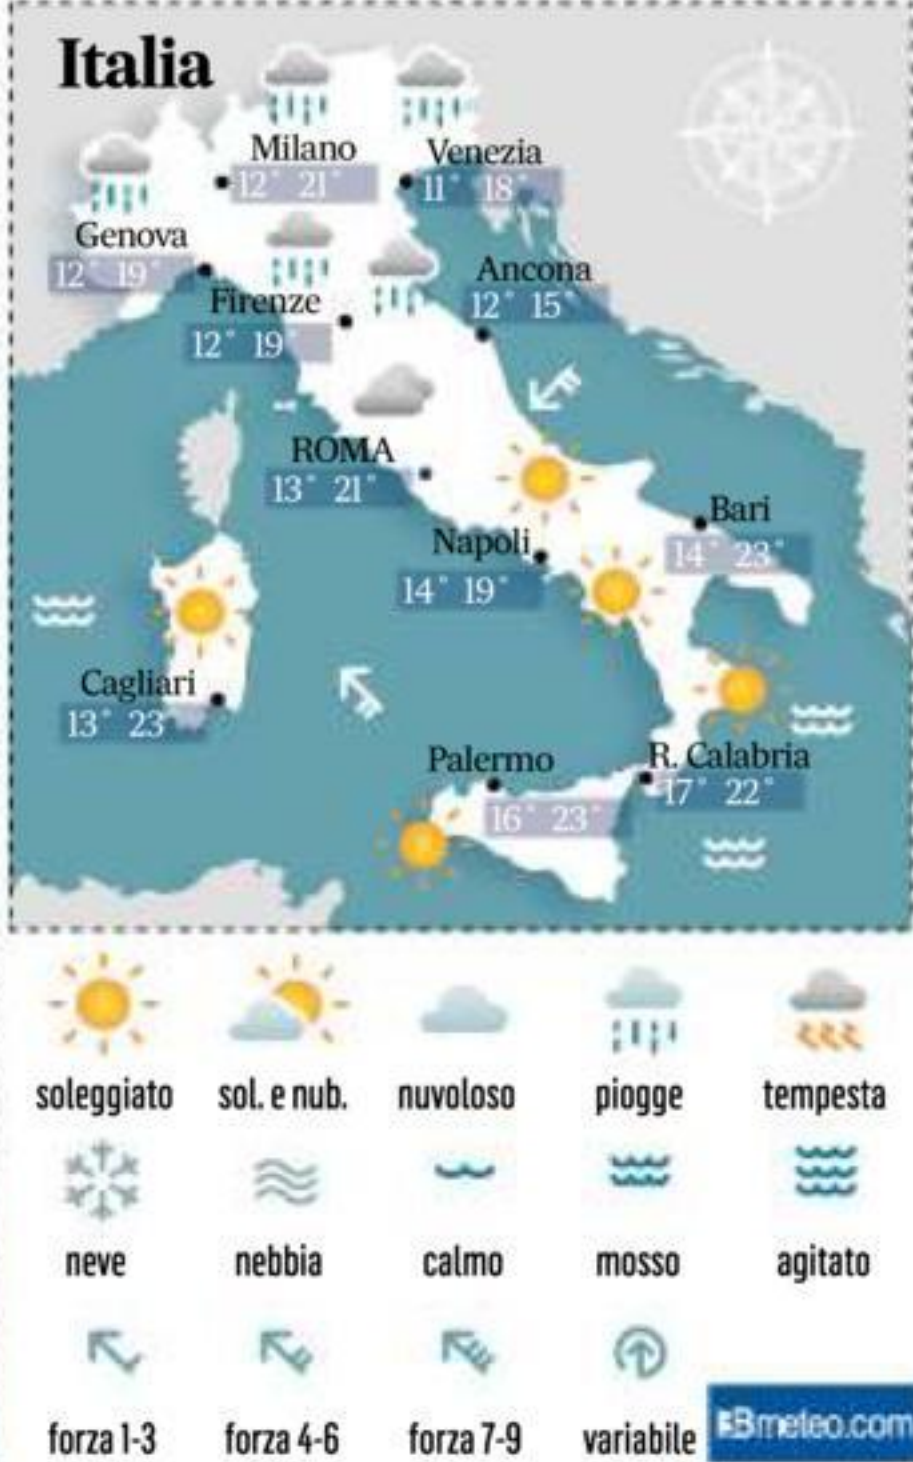 Italia
Milano
12° 21°
Venezia
11° 18°
Genova
12° 19°
Firenze
12° 19°
Ancona
12° 15°
ROMA
13° 21°
Bari
14° 23°
Napoli
14° 19°
Cagliari
13° 23°
Palermo
16° 23°
R. Calabria
17° 22°
soleggiato sol. e nub. nuvoloso piogge tempesta
neve nebbia calmo mosso agitato
forza 1-3 forza 4-6 forza 7-9 variabile
3Bmeteo.com